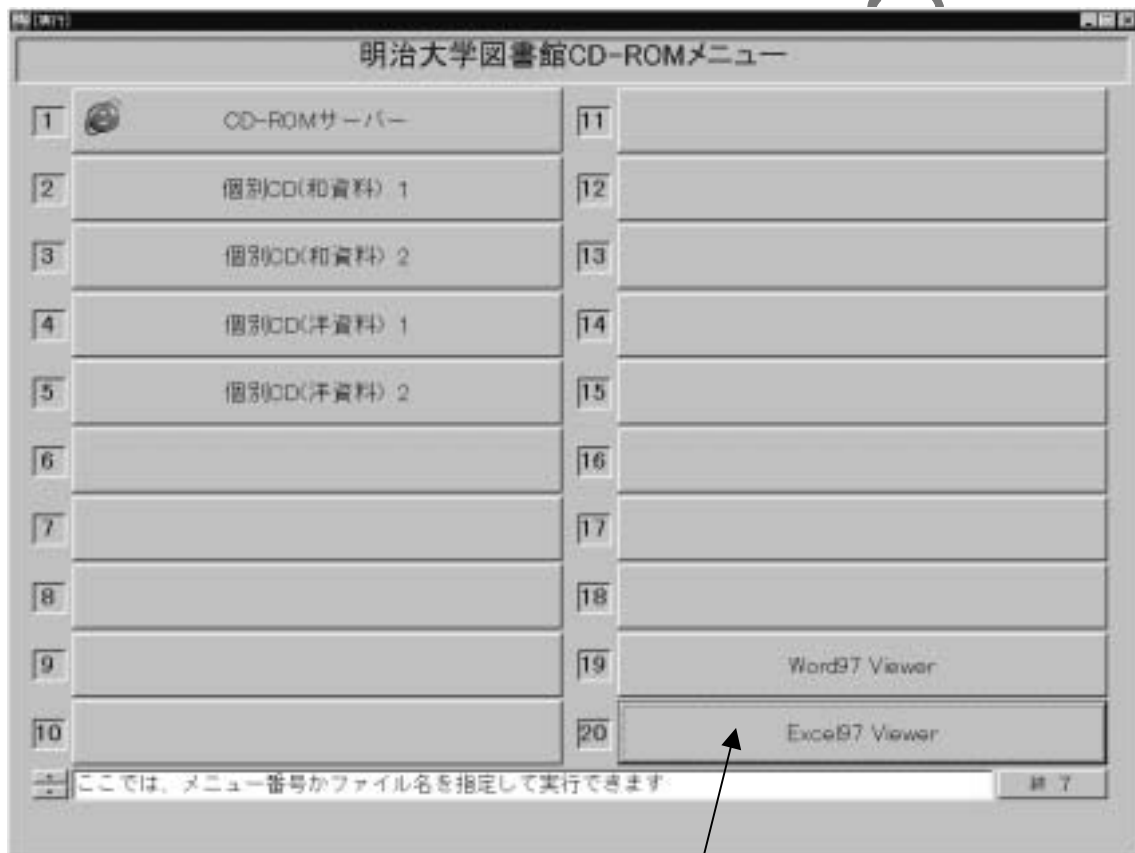 [実行]
明治大学図書館CD-ROMメニュー
1 CD-ROMサーバー
2 個別CD(和資料) 1
3 個別CD(和資料) 2
4 個別CD(洋資料) 1
5 個別CD(洋資料) 2
6
7
8
9
10
11
12
13
14
15
16
17
18
19 Word97 Viewer
20 Excel97 Viewer
ここでは、メニュー番号かファイル名を指定して実行できます
終 了